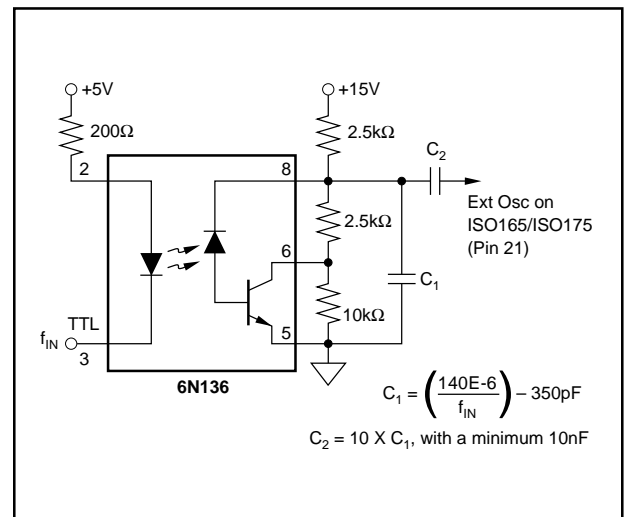 +5V
+15V
200Ω
2.5kΩ
C2
2
8
Ext Osc on
ISO165/ISO175
(Pin 21)
2.5kΩ
6
C1
10kΩ
TTL
fIN
3
5
6N136
C1 = (140E-6 / fIN) – 350pF
C2 = 10 X C1, with a minimum 10nF